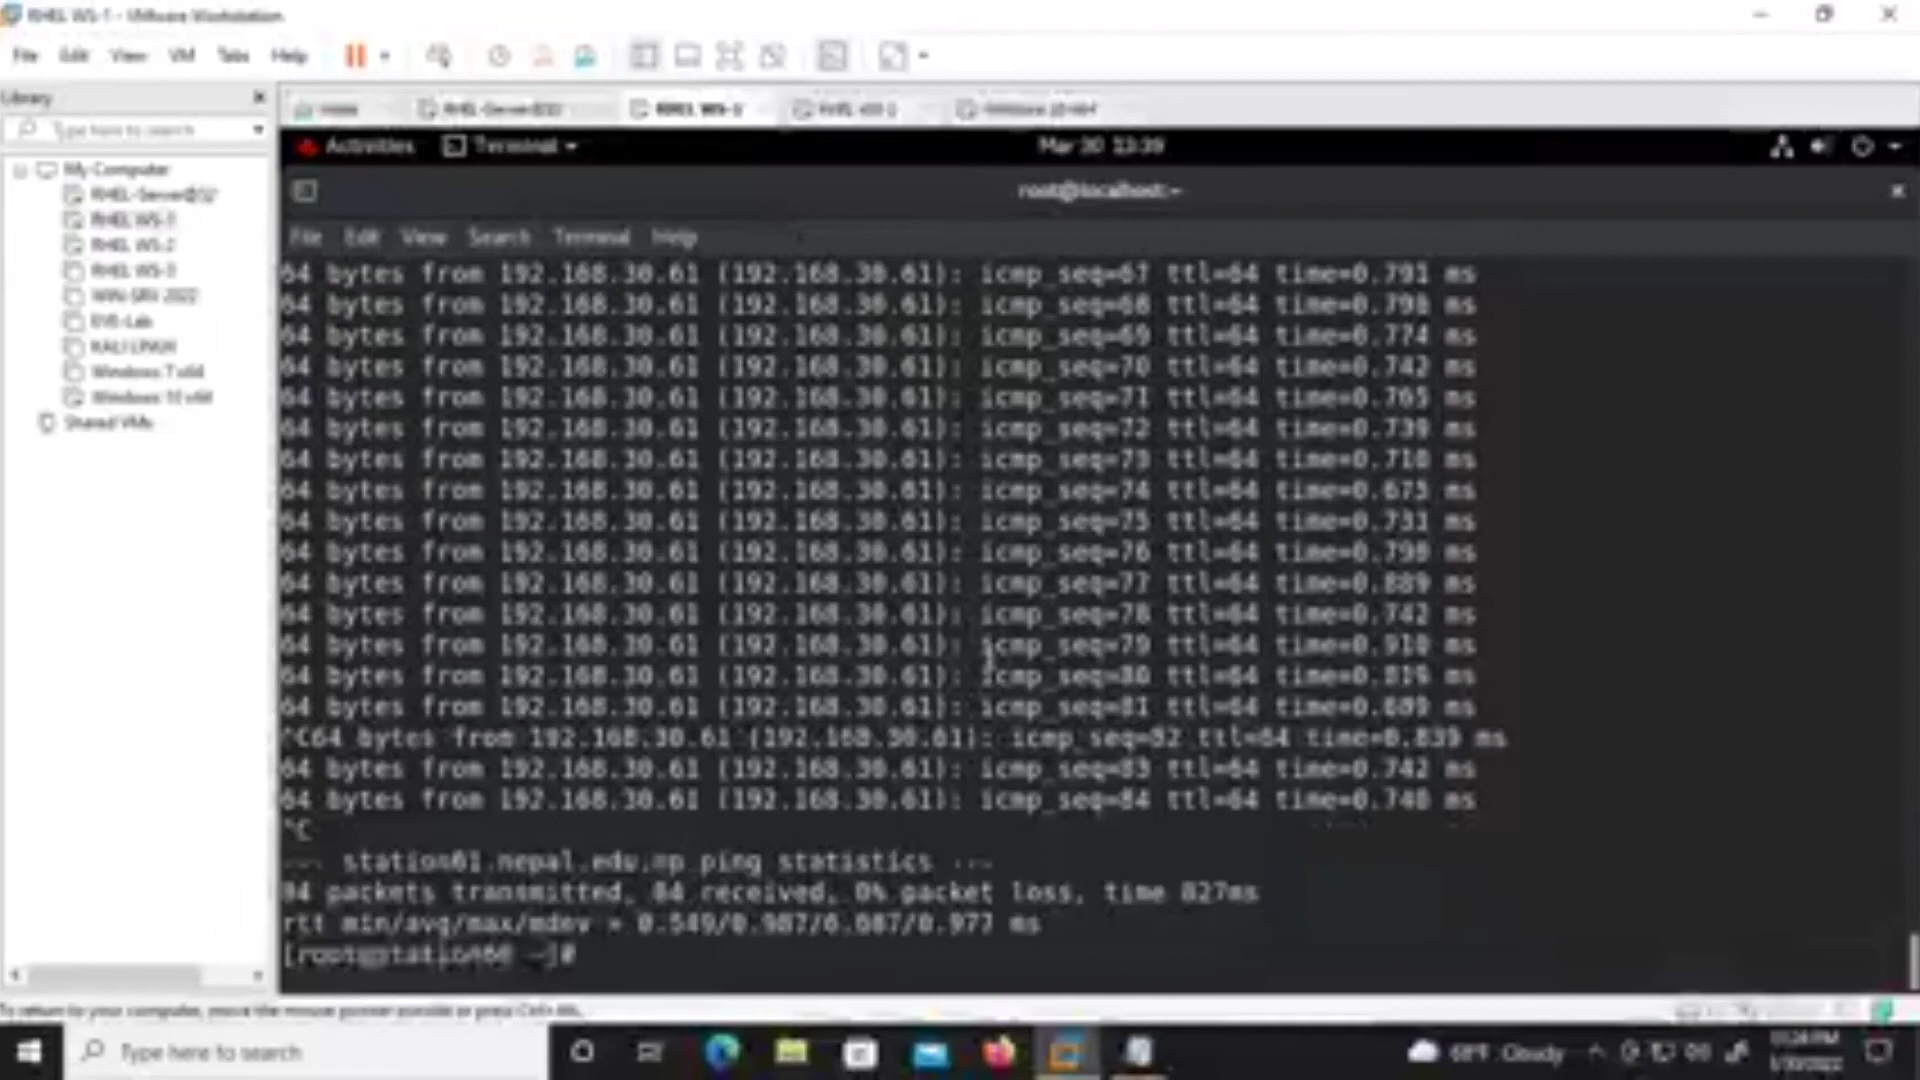 RHEL WS-1 - VMware Workstation
File Edit View VM Tabs Help
Library
Type here to search
My Computer
RHEL WS-1
RHEL WS-2
RHEL WS-3
WIN-SRV 2022
KALI LINUX
Windows 7 x64
Windows 10 x64
Shared VMs
Home
RHEL WS-1
Activities Terminal
Mar 30 13:39
root@localhost:~
File Edit View Search Terminal Help
64 bytes from 192.168.30.61 (192.168.30.61): icmp_seq=67 ttl=64 time=0.791 ms
64 bytes from 192.168.30.61 (192.168.30.61): icmp_seq=68 ttl=64 time=0.798 ms
64 bytes from 192.168.30.61 (192.168.30.61): icmp_seq=69 ttl=64 time=0.774 ms
64 bytes from 192.168.30.61 (192.168.30.61): icmp_seq=70 ttl=64 time=0.742 ms
64 bytes from 192.168.30.61 (192.168.30.61): icmp_seq=71 ttl=64 time=0.765 ms
64 bytes from 192.168.30.61 (192.168.30.61): icmp_seq=72 ttl=64 time=0.739 ms
64 bytes from 192.168.30.61 (192.168.30.61): icmp_seq=73 ttl=64 time=0.710 ms
64 bytes from 192.168.30.61 (192.168.30.61): icmp_seq=74 ttl=64 time=0.675 ms
64 bytes from 192.168.30.61 (192.168.30.61): icmp_seq=75 ttl=64 time=0.731 ms
64 bytes from 192.168.30.61 (192.168.30.61): icmp_seq=76 ttl=64 time=0.790 ms
64 bytes from 192.168.30.61 (192.168.30.61): icmp_seq=77 ttl=64 time=0.889 ms
64 bytes from 192.168.30.61 (192.168.30.61): icmp_seq=78 ttl=64 time=0.742 ms
64 bytes from 192.168.30.61 (192.168.30.61): icmp_seq=79 ttl=64 time=0.910 ms
64 bytes from 192.168.30.61 (192.168.30.61): icmp_seq=80 ttl=64 time=0.819 ms
64 bytes from 192.168.30.61 (192.168.30.61): icmp_seq=81 ttl=64 ms
^C64 bytes from 192.168.30.61 (192.168.30.61): icmp_seq=82 ttl=64 time=0.839 ms
64 bytes from 192.168.30.61 (192.168.30.61): icmp_seq=83 ttl=64 time=0.742 ms
64 bytes from 192.168.30.61 (192.168.30.61): icmp_seq=84 ttl=64 time=0.740 ms
^C
--- station61.nepal.edu.np ping statistics ---
84 packets transmitted, 84 received, 0% packet loss, time 827ms
rtt min/avg/max/mdev = 0.549/0.987/6.087/0.977 ms
[root@station60 ~]#
To return to your computer, move the mouse pointer outside or press Ctrl+Alt.
Type here to search
68°F Cloudy